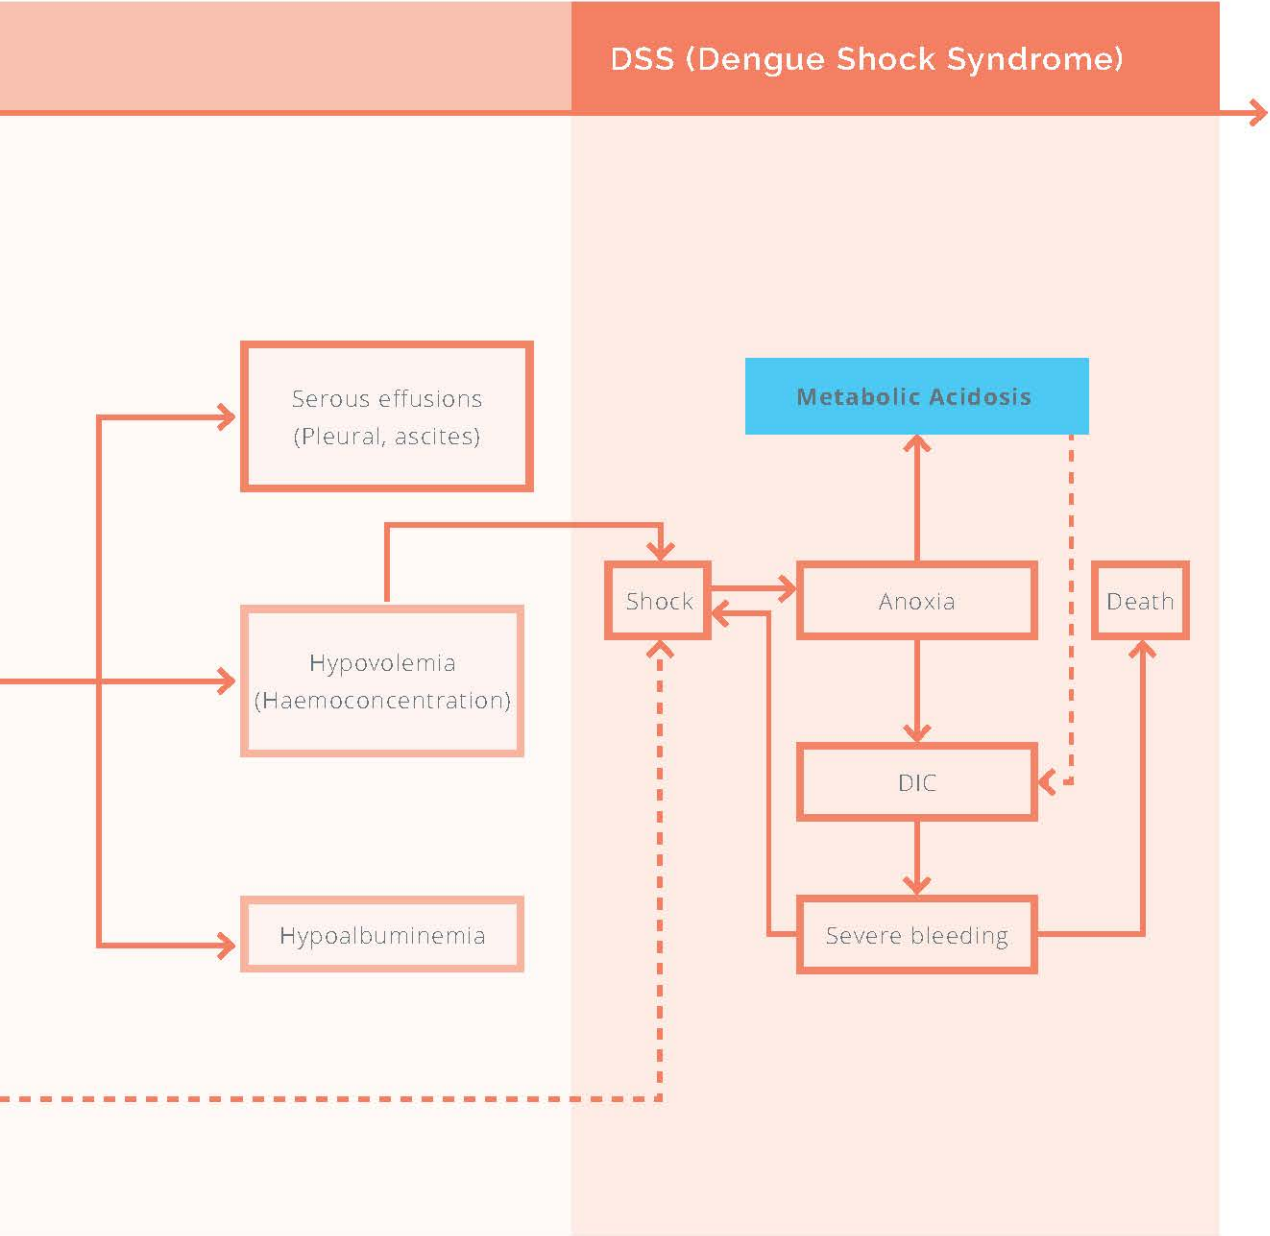 DSS (Dengue Shock Syndrome)
Serous effusions
(Pleural, ascites)
Metabolic Acidosis
Shock
Anoxia
Death
Hypovolemia
(Haemoconcentration)
DIC
Hypoalbuminemia
Severe bleeding